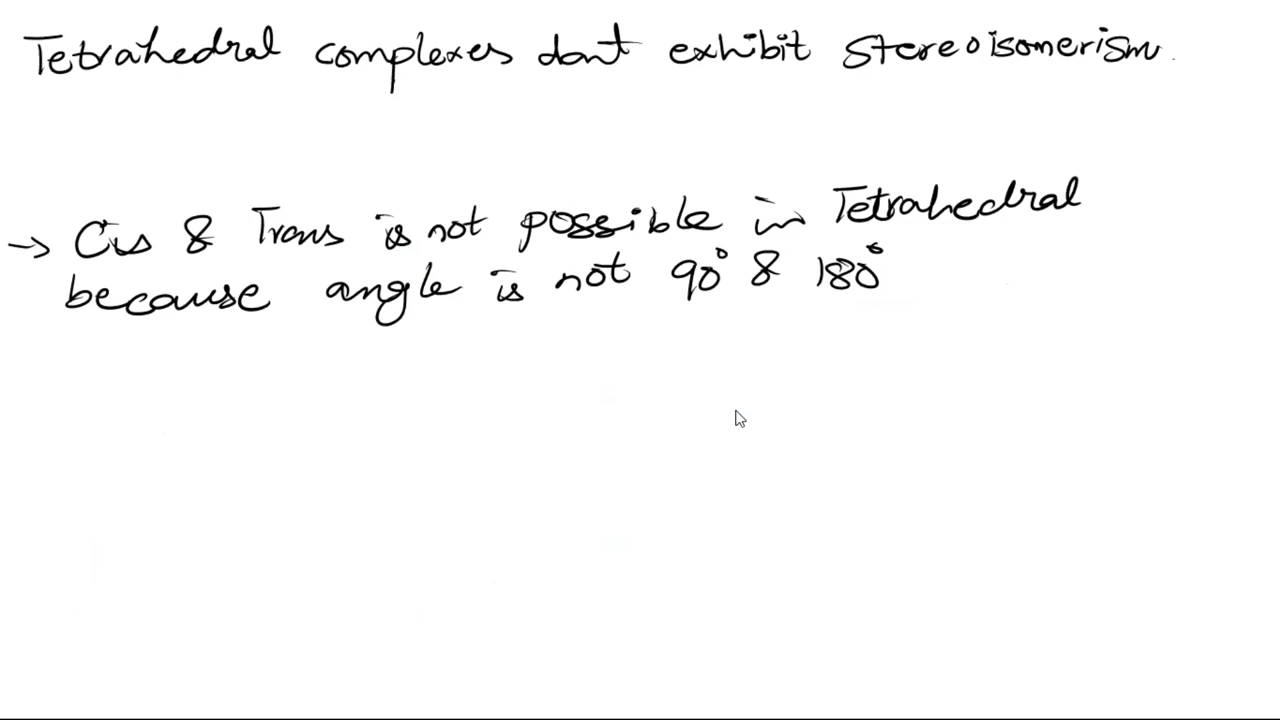 Tetrahedral complexes dont exhibit Stereoisomerism.
→ Cis & Trans is not possible in Tetrahedral
because angle is not 90° & 180°